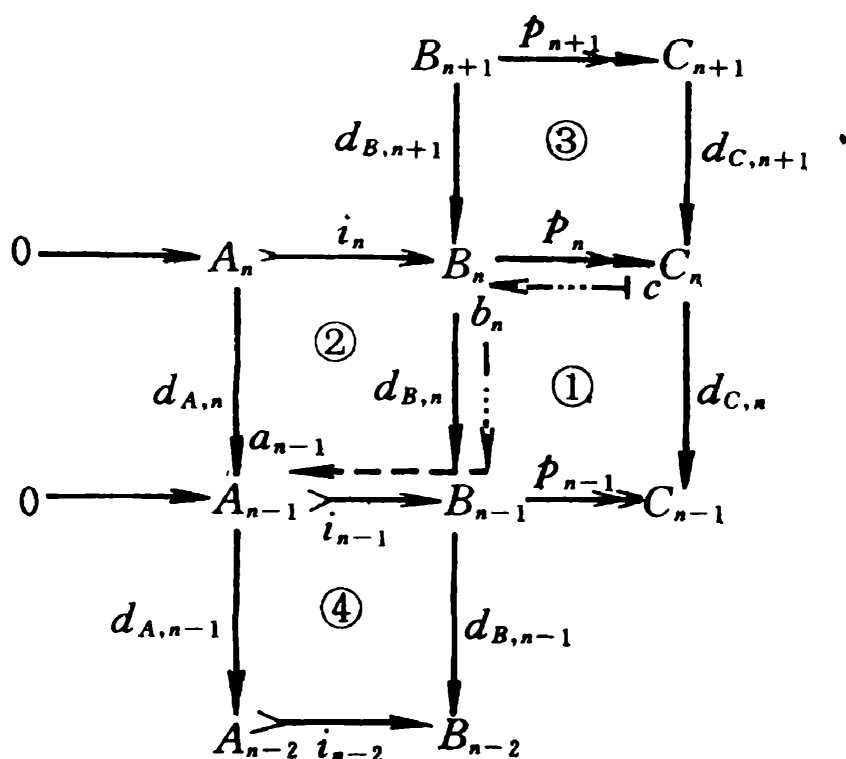 B_{n+1} p_{n+1} C_{n+1}
d_{B,n+1} ③ d_{C,n+1}
0 A_n i_n B_n p_n C_n
c
b_n
②
d_{A,n} d_{B,n} ① d_{C,n}
a_{n-1}
0 A_{n-1} i_{n-1} B_{n-1} p_{n-1} C_{n-1}
d_{A,n-1} ④ d_{B,n-1}
A_{n-2} i_{n-2} B_{n-2}